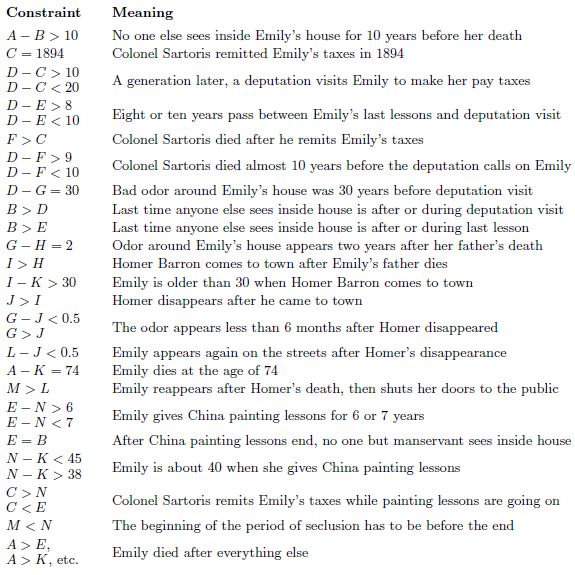 Constraint Meaning
A − B > 10 No one else sees inside Emily's house for 10 years before her death
C = 1894 Colonel Sartoris remitted Emily's taxes in 1894
D − C > 10
D − C < 20
A generation later, a deputation visits Emily to make her pay taxes
D − E > 8
D − E < 10
Eight or ten years pass between Emily's last lessons and deputation visit
F > C Colonel Sartoris died after he remits Emily's taxes
D − F > 9
D − F < 10
Colonel Sartoris died almost 10 years before the deputation calls on Emily
D − G = 30 Bad odor around Emily's house was 30 years before deputation visit
B > D Last time anyone else sees inside house is after or during deputation visit
B > E Last time anyone else sees inside house is after or during last lesson
G − H = 2 Odor around Emily's house appears two years after her father's death
I > H Homer Barron comes to town after Emily's father dies
I − K > 30 Emily is older than 30 when Homer Barron comes to town
J > I Homer disappears after he came to town
G − J < 0.5
G > J
The odor appears less than 6 months after Homer disappeared
L − J < 0.5 Emily appears again on the streets after Homer's disappearance
A − K = 74 Emily dies at the age of 74
M > L Emily reappears after Homer's death, then shuts her doors to the public
E − N > 6
E − N < 7
Emily gives China painting lessons for 6 or 7 years
E = B After China painting lessons end, no one but manservant sees inside house
N − K < 45
N − K > 38
Emily is about 40 when she gives China painting lessons
C > N
C < E
Colonel Sartoris remits Emily's taxes while painting lessons are going on
M < N The beginning of the period of seclusion has to be before the end
A > E,
A > K, etc.
Emily died after everything else